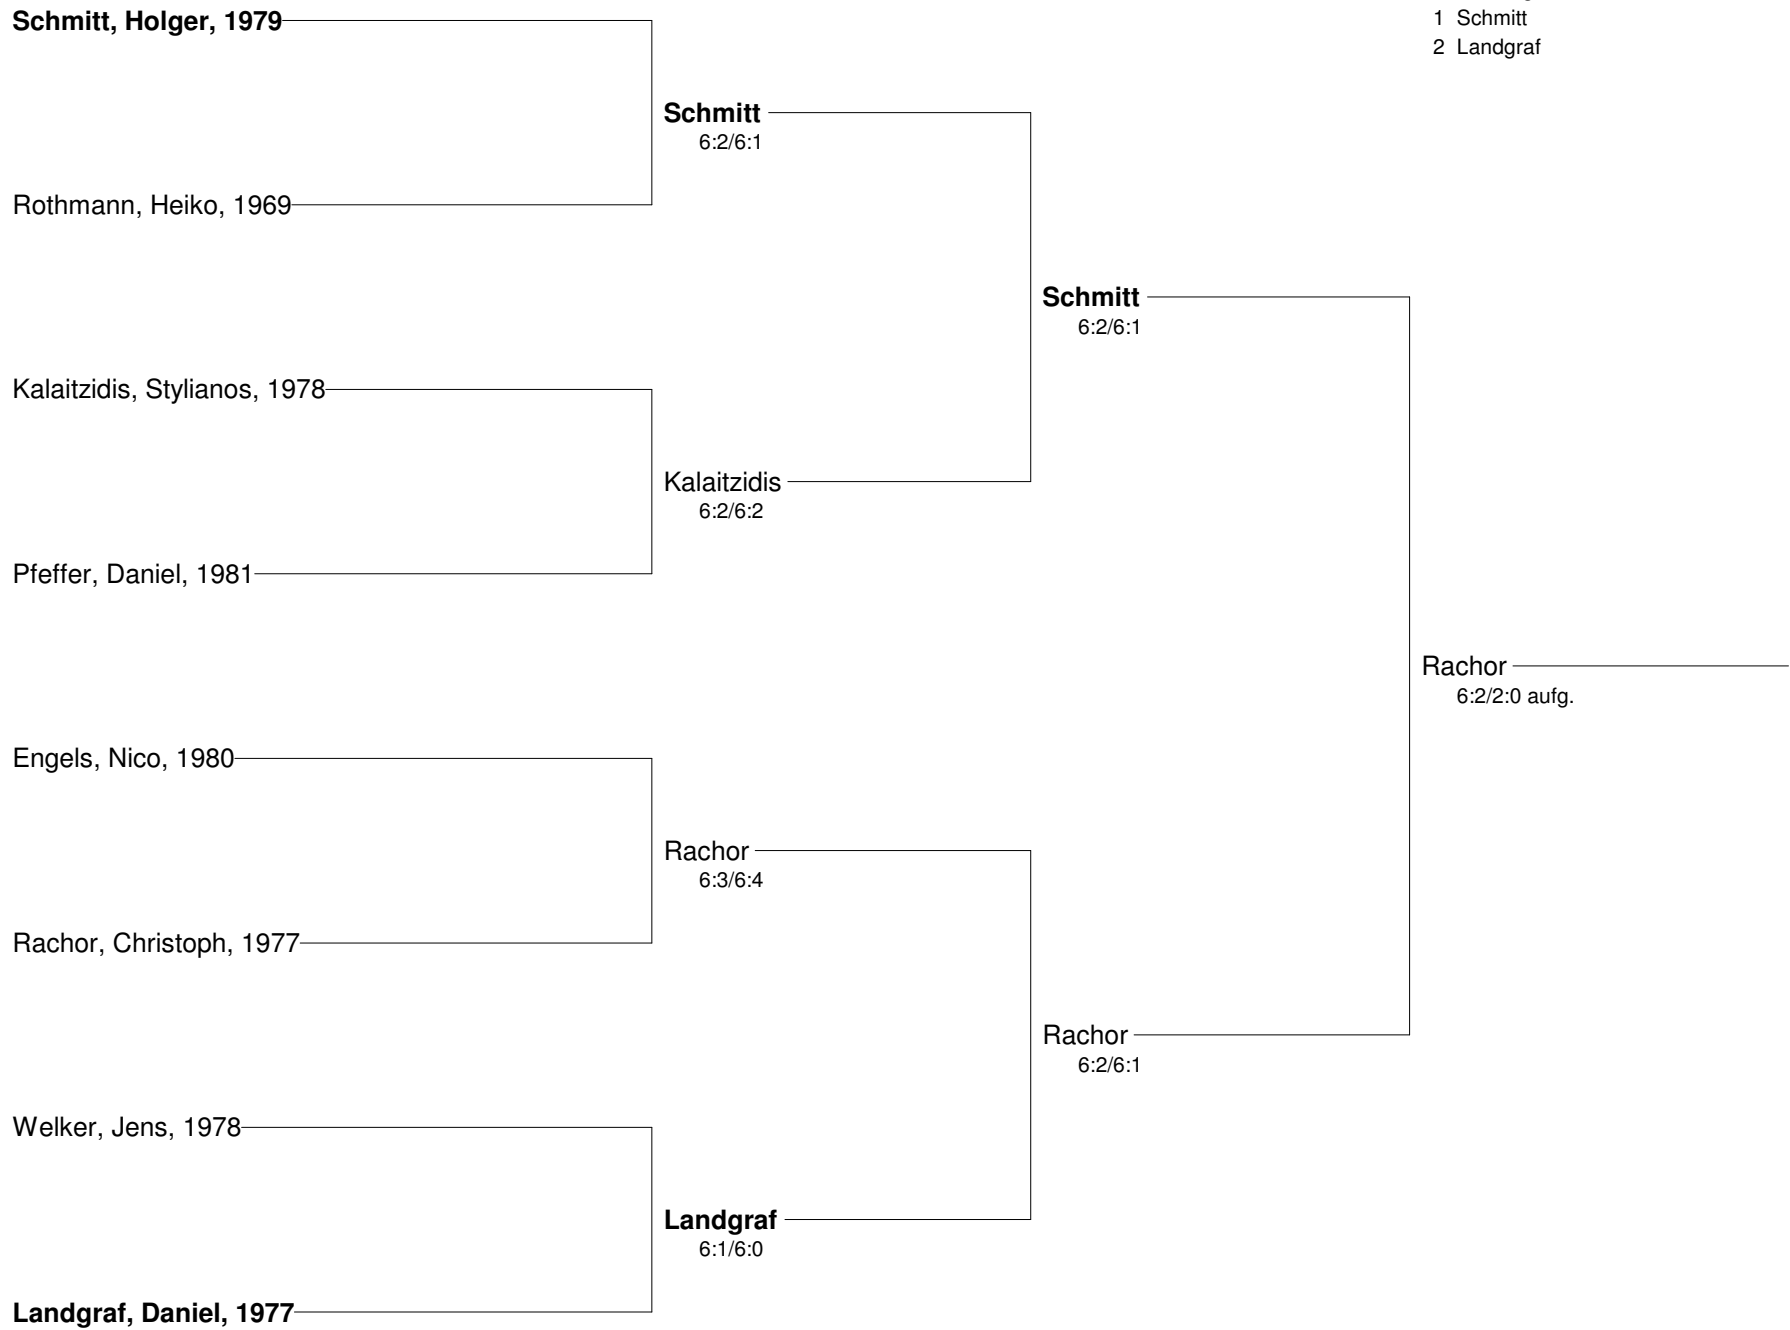 Schmitt, Holger, 1979
1 Schmitt
2 Landgraf
Schmitt
6:2/6:1
Rothmann, Heiko, 1969
Schmitt
6:2/6:1
Kalaitzidis, Stylianos, 1978
Kalaitzidis
6:2/6:2
Pfeffer, Daniel, 1981
Rachor
6:2/2:0 aufg.
Engels, Nico, 1980
Rachor
6:3/6:4
Rachor, Christoph, 1977
Rachor
6:2/6:1
Welker, Jens, 1978
Landgraf
6:1/6:0
Landgraf, Daniel, 1977